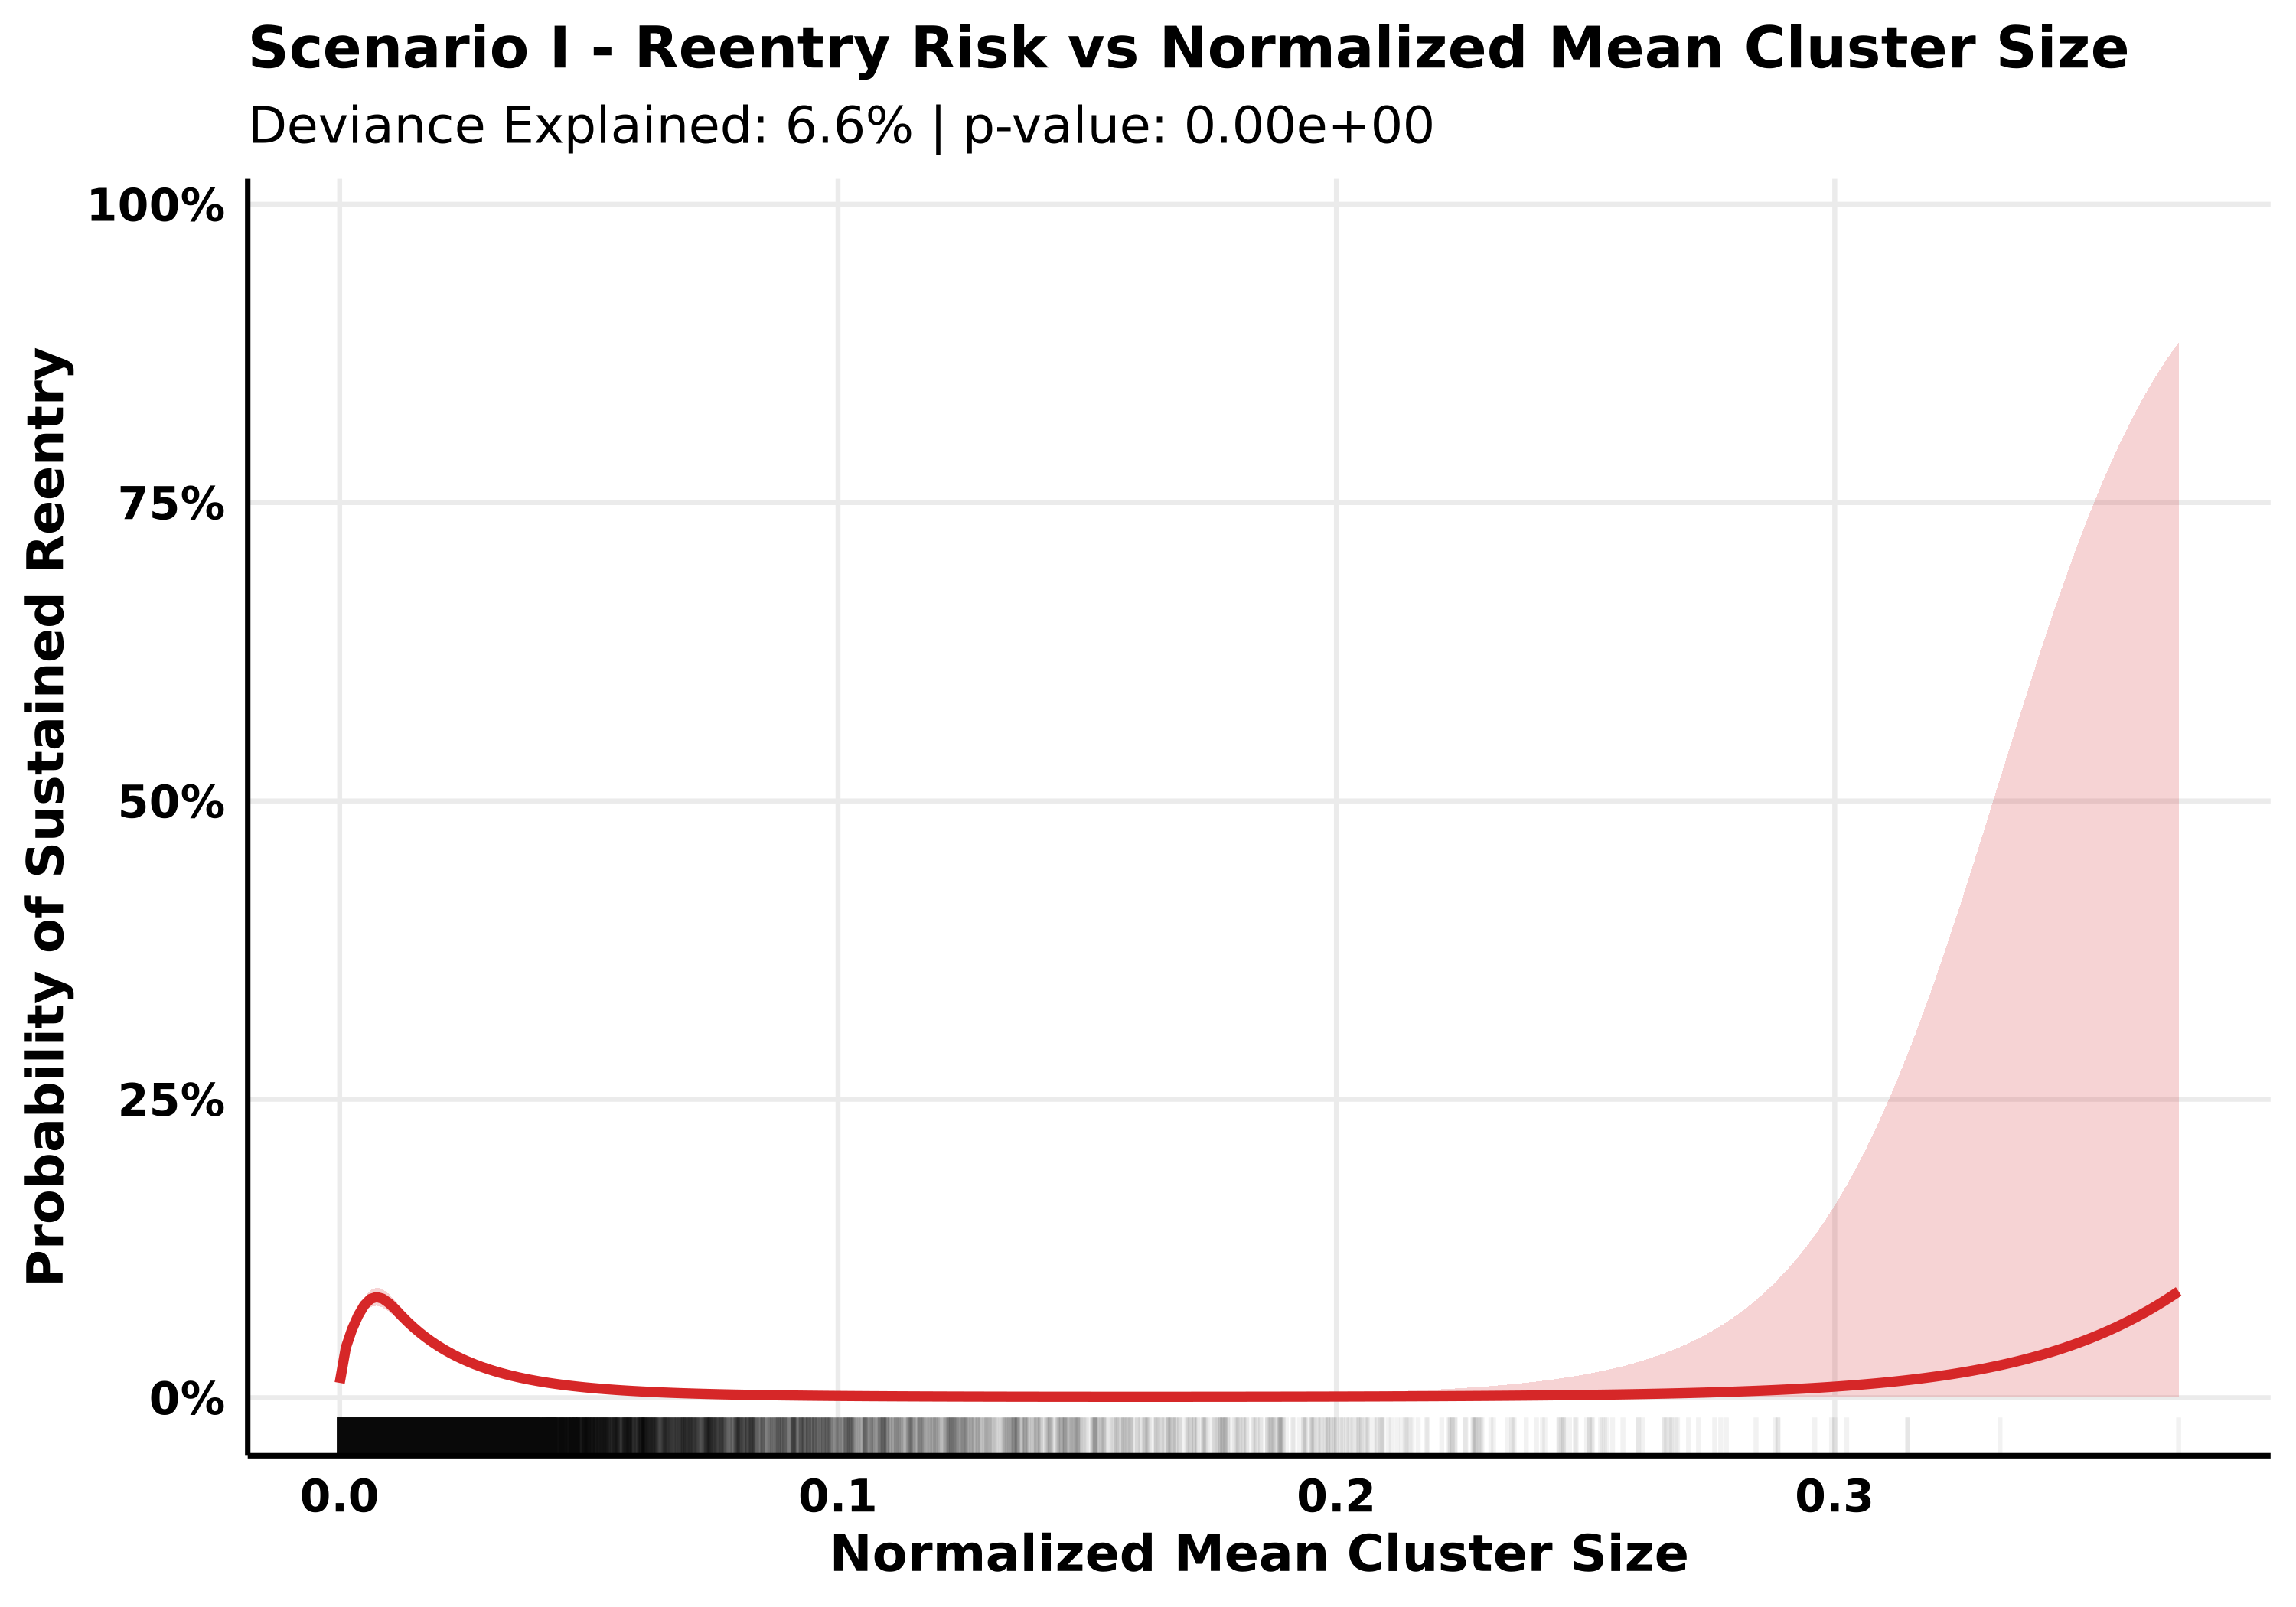 Scenario I - Reentry Risk vs Normalized Mean Cluster Size
Deviance Explained: 6.6% | p-value: 0.00e+00
Probability of Sustained Reentry
100%
75%
50%
25%
0%
0.0 0.1 0.2 0.3
Normalized Mean Cluster Size